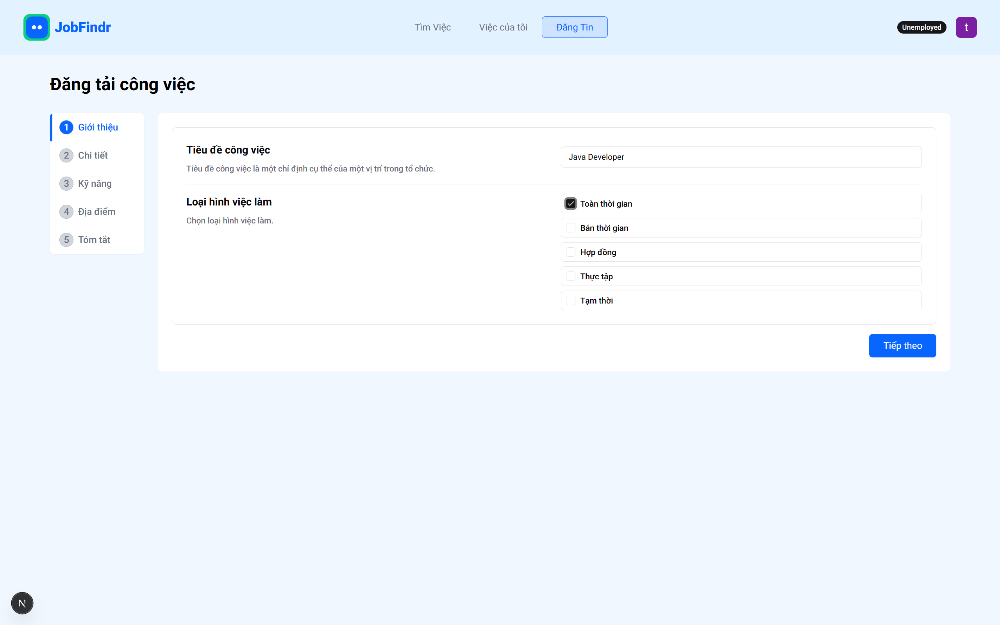 JobFindr
Tìm Việc
Việc của tôi
Đăng Tin
Unemployed
t
Đăng tải công việc
1 Giới thiệu
2 Chi tiết
3 Kỹ năng
4 Địa điểm
5 Tóm tắt
Tiêu đề công việc
Tiêu đề công việc là một chỉ định cụ thể của một vị trí trong tổ chức.
Java Developer
Loại hình việc làm
Chọn loại hình việc làm.
Toàn thời gian
Bán thời gian
Hợp đồng
Thực tập
Tạm thời
Tiếp theo
N